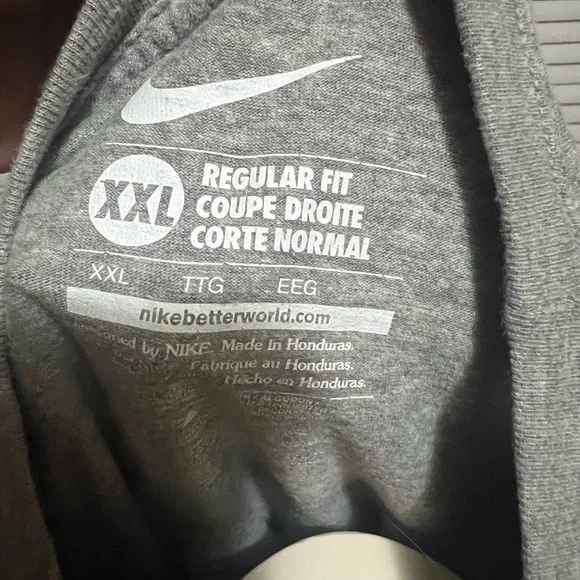 XXL
REGULAR FIT
COUPE DROITE
CORTE NORMAL
XXL TTG EEG
nikebetterworld.com
by NIKE. Made in Honduras.
Fabriqué au Honduras.
Hecho en Honduras.